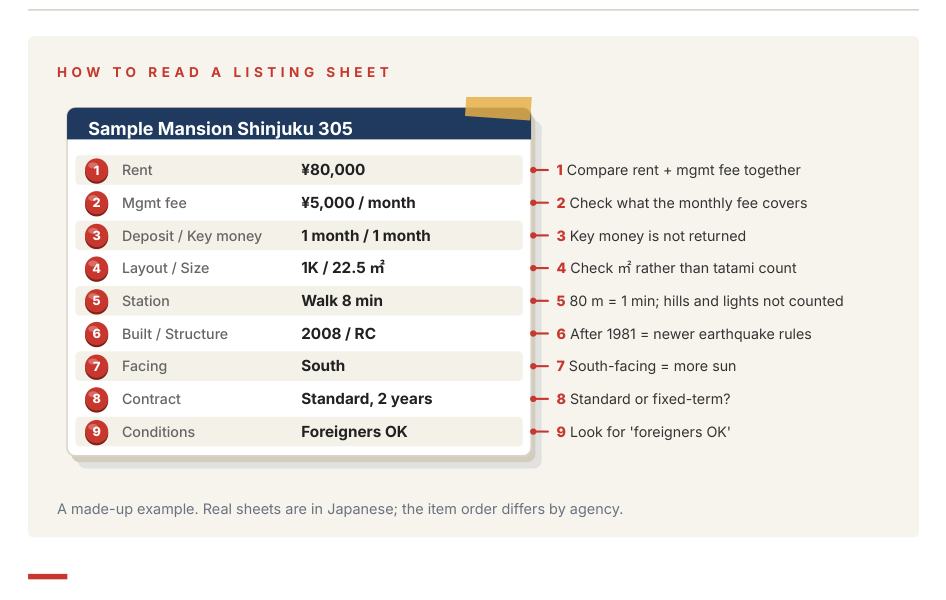 HOW TO READ A LISTING SHEET
Sample Mansion Shinjuku 305
1 Rent ¥80,000 1 Compare rent + mgmt fee together
2 Mgmt fee ¥5,000 / month 2 Check what the monthly fee covers
3 Deposit / Key money 1 month / 1 month 3 Key money is not returned
4 Layout / Size 1K / 22.5 ㎡ 4 Check ㎡ rather than tatami count
5 Station Walk 8 min 5 80 m = 1 min; hills and lights not counted
6 Built / Structure 2008 / RC 6 After 1981 = newer earthquake rules
7 Facing South 7 South-facing = more sun
8 Contract Standard, 2 years 8 Standard or fixed-term?
9 Conditions Foreigners OK 9 Look for 'foreigners OK'
A made-up example. Real sheets are in Japanese; the item order differs by agency.